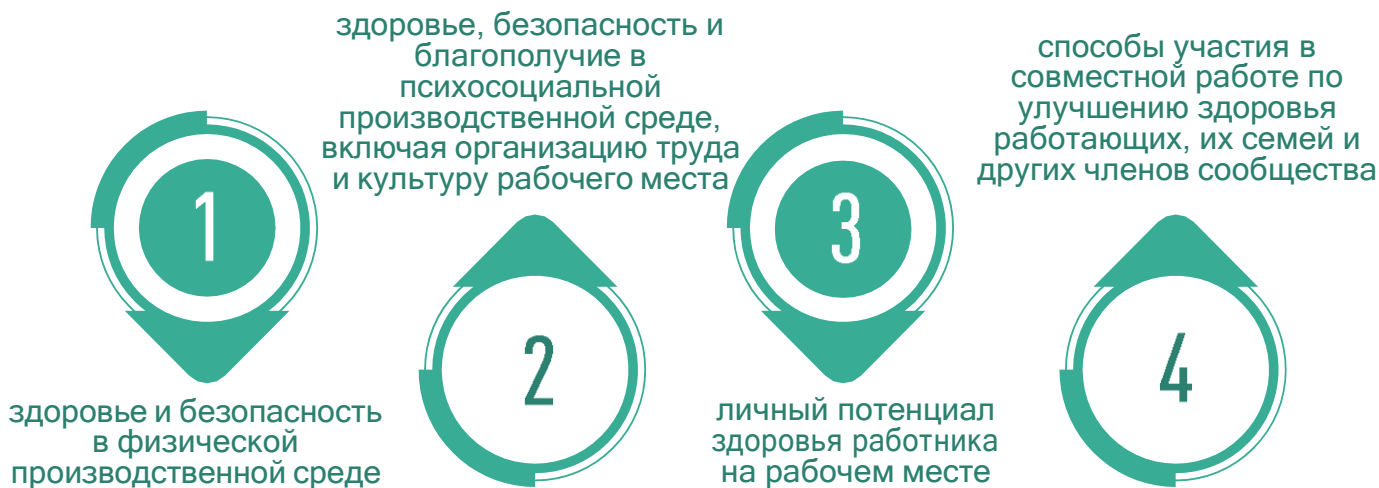 1
здоровье и безопасность
в физической
производственной среде
здоровье, безопасность и
благополучие в
психосоциальной
производственной среде,
включая организацию труда
и культуру рабочего места
2
3
личный потенциал
здоровья работника
на рабочем месте
способы участия в
совместной работе по
улучшению здоровья
работающих, их семей и
других членов сообщества
4